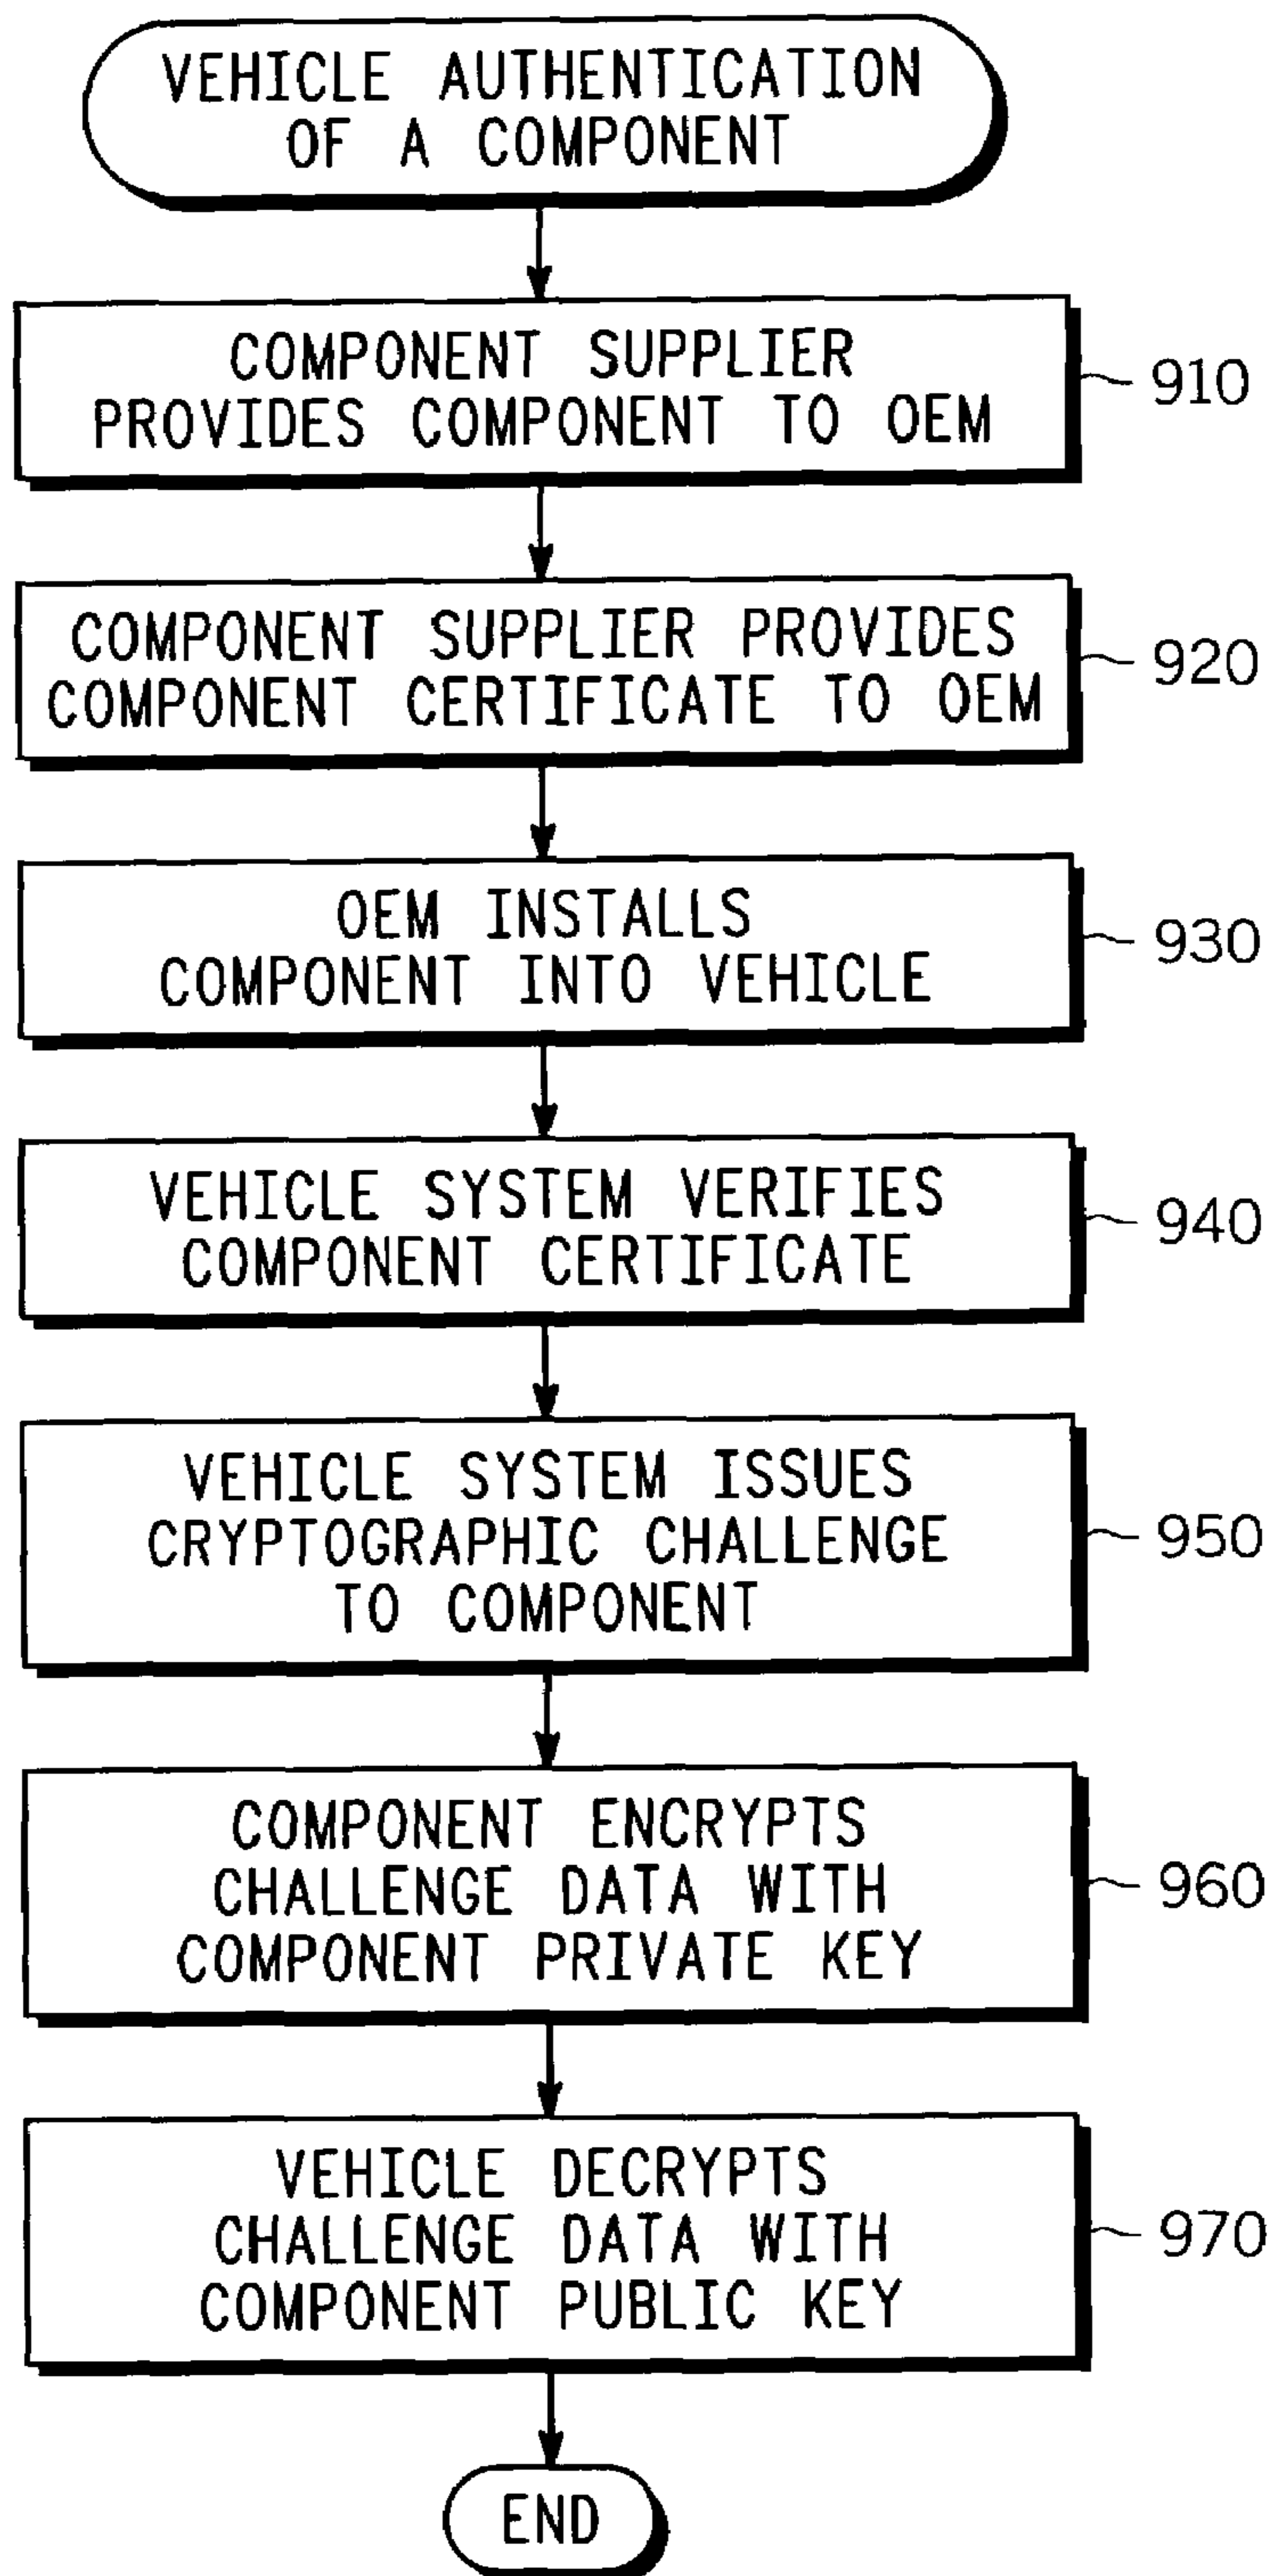 VEHICLE AUTHENTICATION
OF A COMPONENT
COMPONENT SUPPLIER
PROVIDES COMPONENT TO OEM
910
COMPONENT SUPPLIER PROVIDES
COMPONENT CERTIFICATE TO OEM
920
OEM INSTALLS
COMPONENT INTO VEHICLE
930
VEHICLE SYSTEM VERIFIES
COMPONENT CERTIFICATE
940
VEHICLE SYSTEM ISSUES
CRYPTOGRAPHIC CHALLENGE
TO COMPONENT
950
COMPONENT ENCRYPTS
CHALLENGE DATA WITH
COMPONENT PRIVATE KEY
960
VEHICLE DECRYPTS
CHALLENGE DATA WITH
COMPONENT PUBLIC KEY
970
END